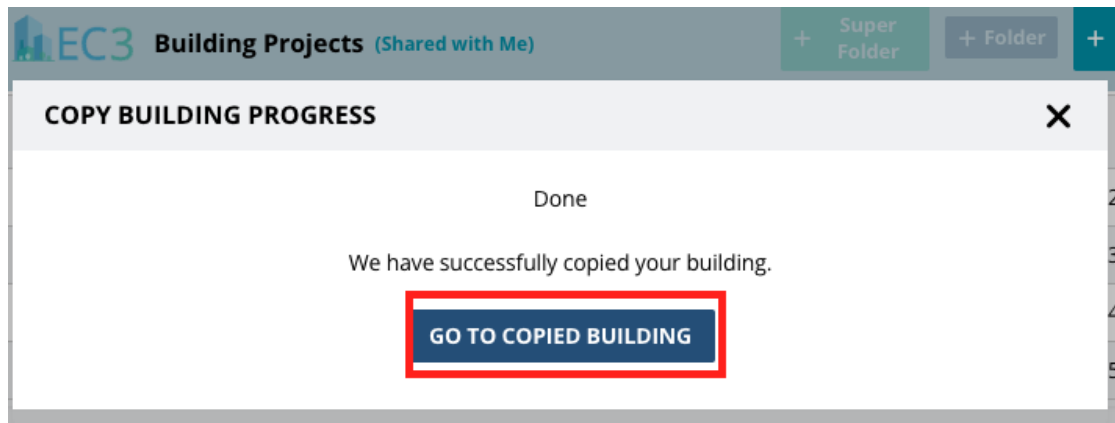 EC3 Building Projects (Shared with Me) + Super Folder + Folder +
COPY BUILDING PROGRESS
Done
We have successfully copied your building.
GO TO COPIED BUILDING